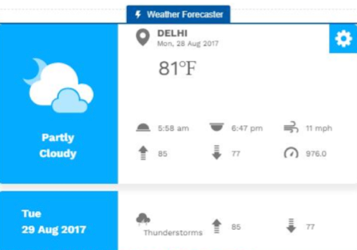 Weather Forecaster
DELHI
Mon, 28 Aug 2017
81°F
Partly
Cloudy
5:58 am 6:47 pm 11 mph
85 77 976.0
Tue
29 Aug 2017
Thunderstorms 85 77